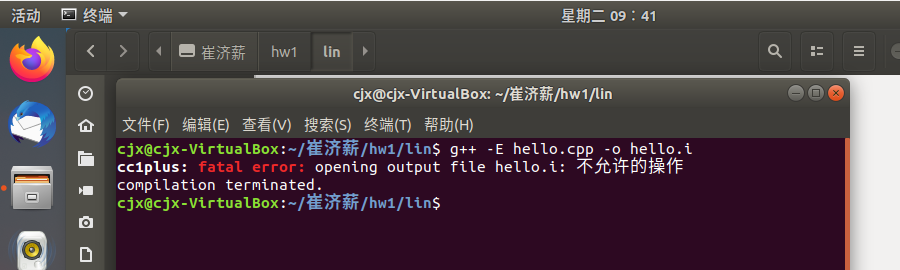 活动 终端 星期二 09：41
崔济薪 hw1 lin
cjx@cjx-VirtualBox: ~/崔济薪/hw1/lin
文件(F) 编辑(E) 查看(V) 搜索(S) 终端(T) 帮助(H)
cjx@cjx-VirtualBox:~/崔济薪/hw1/lin$ g++ -E hello.cpp -o hello.i
cc1plus: fatal error: opening output file hello.i: 不允许的操作
compilation terminated.
cjx@cjx-VirtualBox:~/崔济薪/hw1/lin$